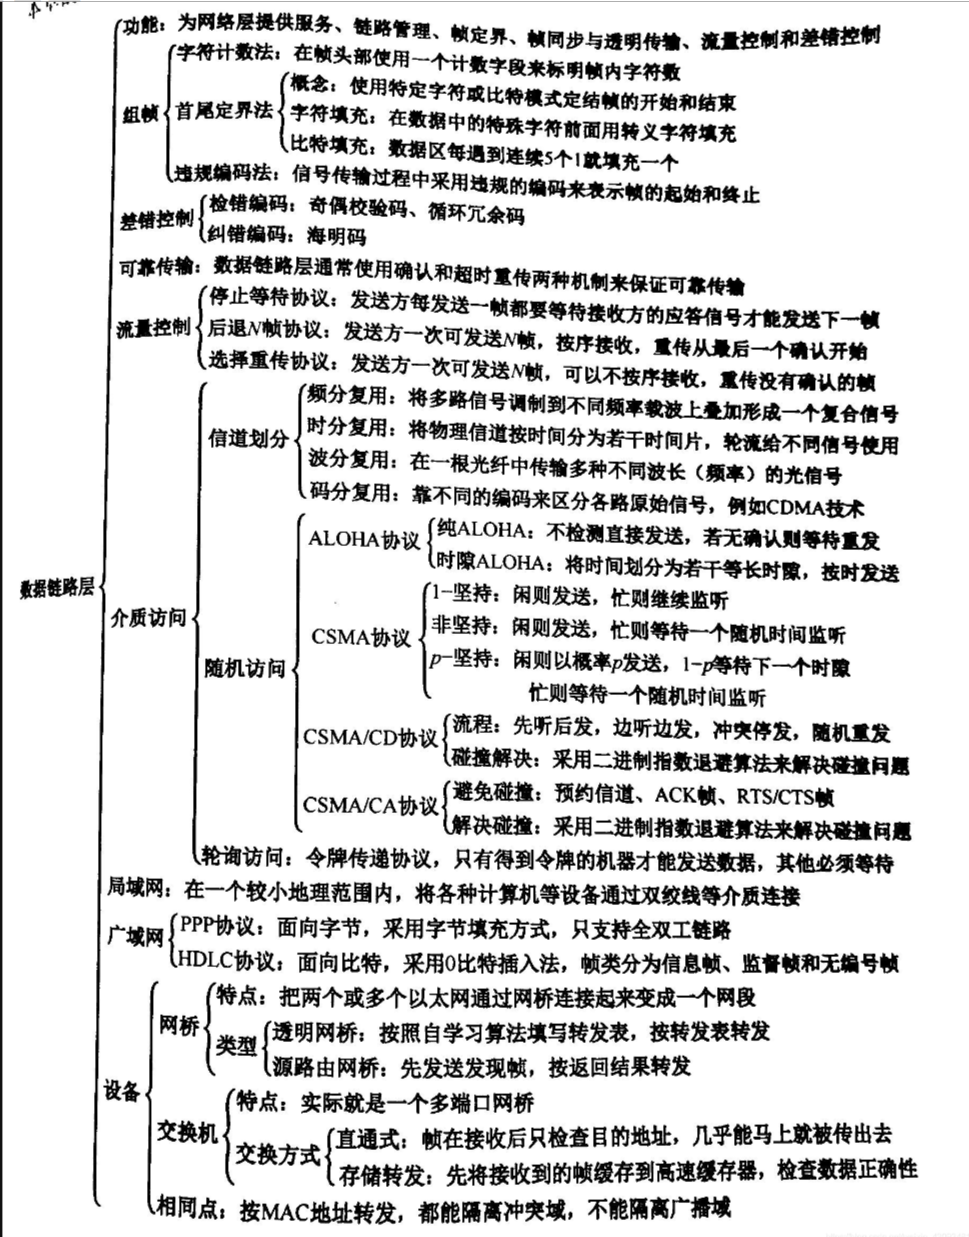 功能：为网络层提供服务、链路管理、帧定界、帧同步与透明传输、流量控制和差错控制
字符计数法：在帧头部使用一个计数字段来标明帧内字符数
组帧
首尾定界法
概念：使用特定字符或比特模式定结帧的开始和结束
字符填充：在数据中的特殊字符前面用转义字符填充
比特填充：数据区每遇到连续5个1就填充一个
违规编码法：信号传输过程中采用违规的编码来表示帧的起始和终止
差错控制
检错编码：奇偶校验码、循环冗余码
纠错编码：海明码
可靠传输：数据链路层通常使用确认和超时重传两种机制来保证可靠传输
流量控制
停止等待协议：发送方每发送一帧都要等待接收方的应答信号才能发送下一帧
后退N帧协议：发送方一次可发送N帧，按序接收，重传从最后一个确认开始
选择重传协议：发送方一次可发送N帧，可以不按序接收，重传没有确认的帧
信道划分
频分复用：将多路信号调制到不同频率载波上叠加形成一个复合信号
时分复用：将物理信道按时间分为若干时间片，轮流给不同信号使用
波分复用：在一根光纤中传输多种不同波长（频率）的光信号
码分复用：靠不同的编码来区分各路原始信号，例如CDMA技术
数据链路层
介质访问
随机访问
ALOHA协议
纯ALOHA：不检测直接发送，若无确认则等待重发
时隙ALOHA：将时间划分为若干等长时隙，按时发送
CSMA协议
1-坚持：闲则发送，忙则继续监听
非坚持：闲则发送，忙则等待一个随机时间监听
p-坚持：闲则以概率p发送，1-p等待下一个时隙
忙则等待一个随机时间监听
CSMA/CD协议
流程：先听后发，边听边发，冲突停发，随机重发
碰撞解决：采用二进制指数退避算法来解决碰撞问题
CSMA/CA协议
避免碰撞：预约信道、ACK帧、RTS/CTS帧
解决碰撞：采用二进制指数退避算法来解决碰撞问题
轮询访问：令牌传递协议，只有得到令牌的机器才能发送数据，其他必须等待
局域网：在一个较小地理范围内，将各种计算机等设备通过双绞线等介质连接
广域网
PPP协议：面向字节，采用字节填充方式，只支持全双工链路
HDLC协议：面向比特，采用0比特插入法，帧类分为信息帧、监督帧和无编号帧
设备
网桥
特点：把两个或多个以太网通过网桥连接起来变成一个网段
类型
透明网桥：按照自学习算法填写转发表，按转发表转发
源路由网桥：先发送发现帧，按返回结果转发
交换机
特点：实际就是一个多端口网桥
交换方式
直通式：帧在接收后只检查目的地址，几乎能马上就被传出去
存储转发：先将接收到的帧缓存到高速缓存器，检查数据正确性
相同点：按MAC地址转发，都能隔离冲突域，不能隔离广播域